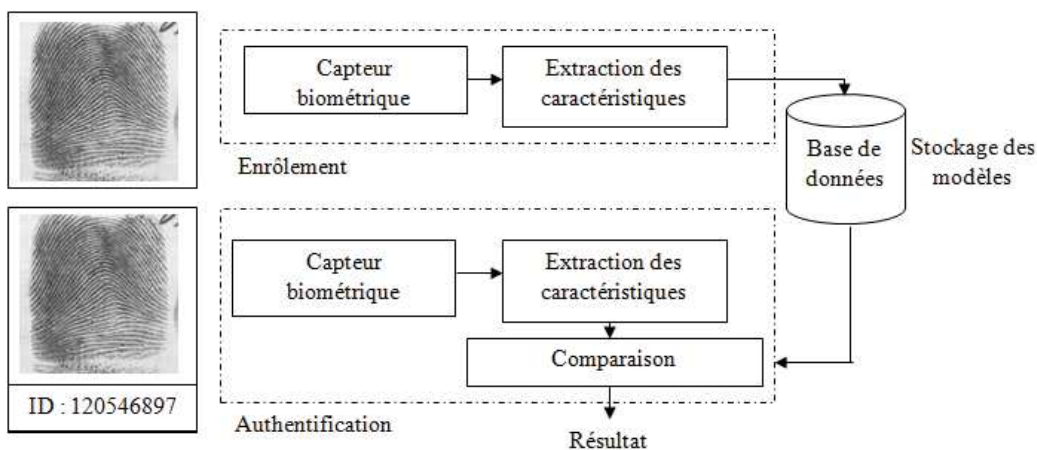 Capteur
biométrique
Extraction des
caractéristiques
Enrôlement
Base de
données
Stockage des
modèles
Capteur
biométrique
Extraction des
caractéristiques
Comparaison
ID : 120546897
Authentification
Résultat